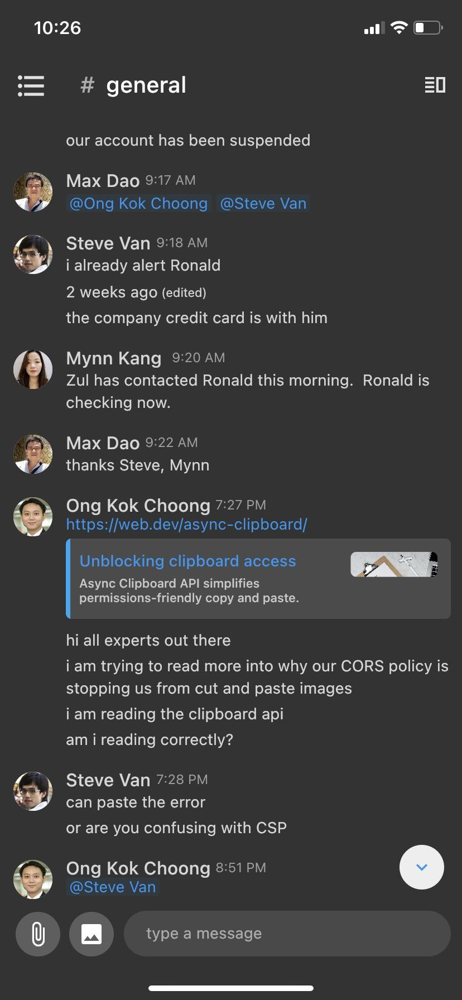 10:26
# general
our account has been suspended
Max Dao 9:17 AM
@Ong Kok Choong @Steve Van
Steve Van 9:18 AM
i already alert Ronald
2 weeks ago (edited)
the company credit card is with him
Mynn Kang 9:20 AM
Zul has contacted Ronald this morning.  Ronald is
checking now.
Max Dao 9:22 AM
thanks Steve, Mynn
Ong Kok Choong 7:27 PM
https://web.dev/async-clipboard/
Unblocking clipboard access
Async Clipboard API simplifies
permissions-friendly copy and paste.
hi all experts out there
i am trying to read more into why our CORS policy is
stopping us from cut and paste images
i am reading the clipboard api
am i reading correctly?
Steve Van 7:28 PM
can paste the error
or are you confusing with CSP
Ong Kok Choong 8:51 PM
@Steve Van
type a message